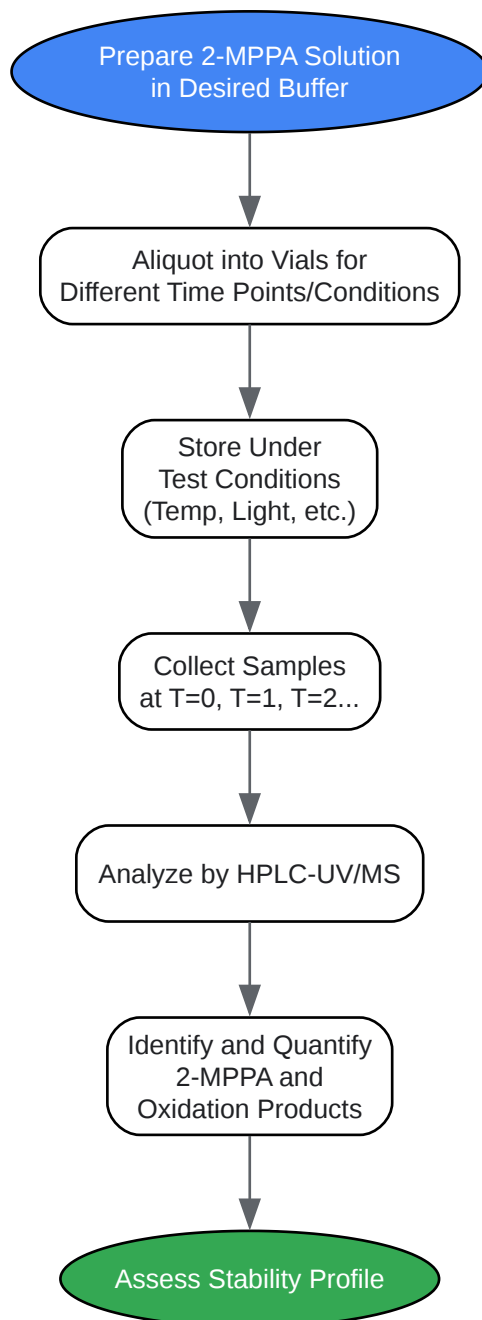 Prepare 2-MPPA Solution
in Desired Buffer
Aliquot into Vials for
Different Time Points/Conditions
Store Under
Test Conditions
(Temp, Light, etc.)
Collect Samples
at T=0, T=1, T=2...
Analyze by HPLC-UV/MS
Identify and Quantify
2-MPPA and
Oxidation Products
Assess Stability Profile